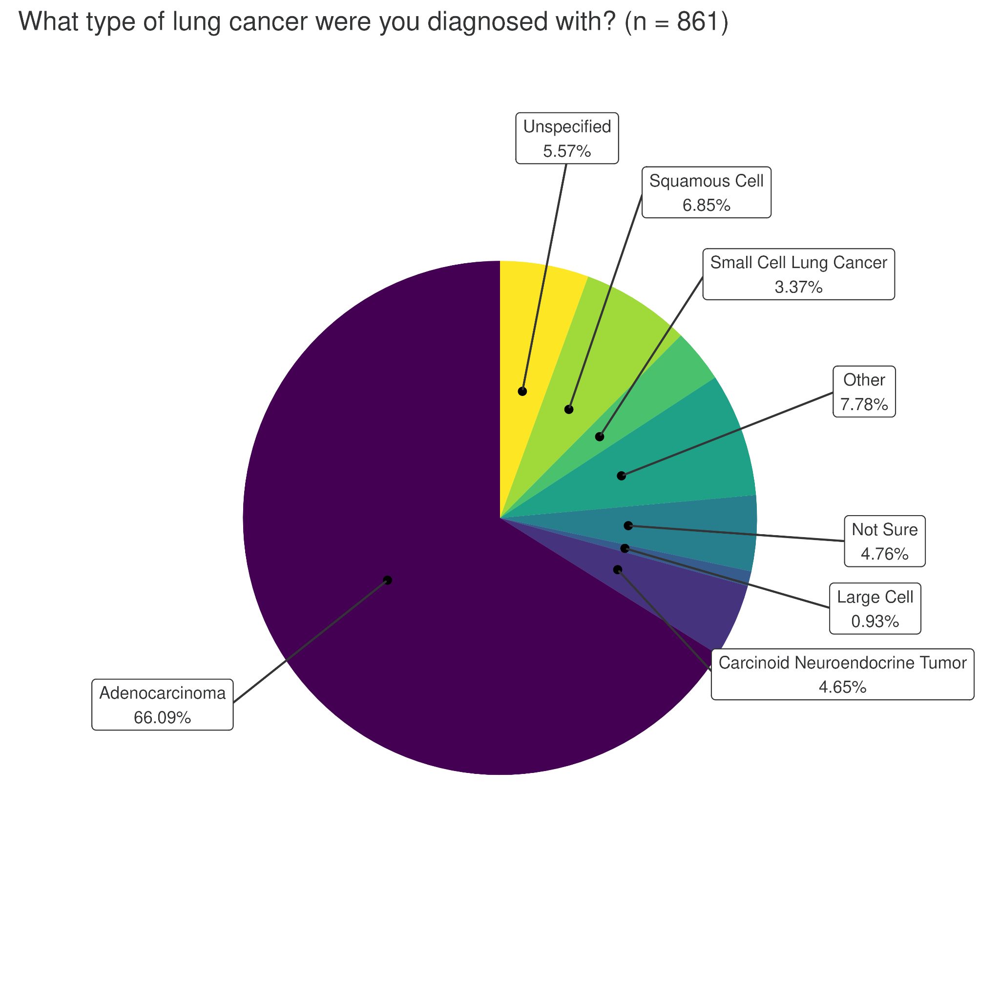 What type of lung cancer were you diagnosed with? (n = 861)
Unspecified
5.57%
Squamous Cell
6.85%
Small Cell Lung Cancer
3.37%
Other
7.78%
Not Sure
4.76%
Large Cell
0.93%
Carcinoid Neuroendocrine Tumor
4.65%
Adenocarcinoma
66.09%